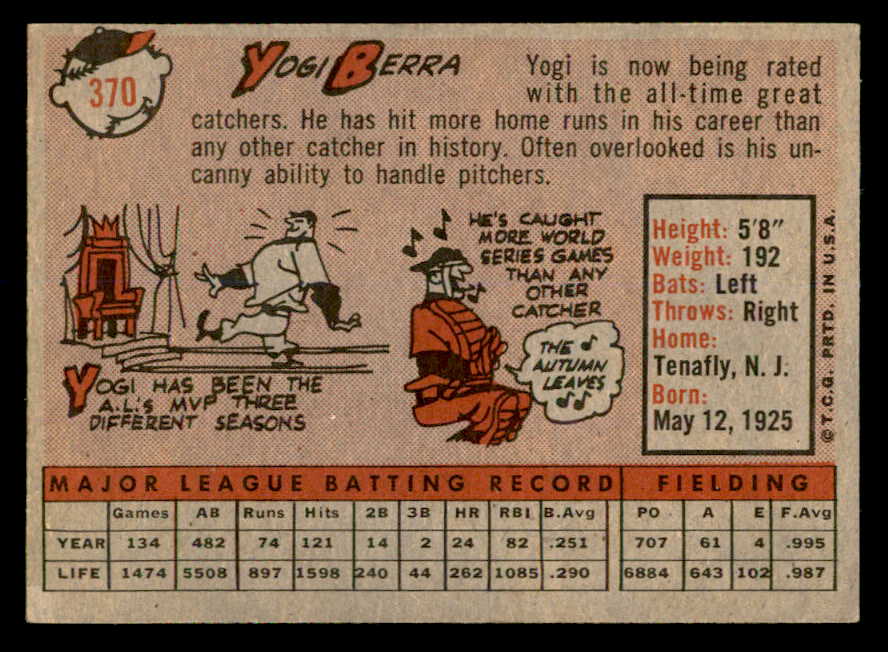 370
YOGI BERRA
Yogi is now being rated
with the all-time great
catchers. He has hit more home runs in his career than
any other catcher in history. Often overlooked is his un-
canny ability to handle pitchers.
YOGI HAS BEEN THE
A.L.'s MVP THREE
DIFFERENT SEASONS
HE'S CAUGHT
MORE WORLD
SERIES GAMES
THAN ANY
OTHER
CATCHER
THE
AUTUMN
LEAVES
Height: 5'8"
Weight: 192
Bats: Left
Throws: Right
Home:
Tenafly, N. J.
Born:
May 12, 1925
© T.C.G. PRTD. IN U.S.A.
MAJOR LEAGUE BATTING RECORD FIELDING
Games AB Runs Hits 2B 3B HR RBI B.Avg PO A E F.Avg
YEAR 134 482 74 121 14 2 24 82 .251 707 61 4 .995
LIFE 1474 5508 897 1598 240 44 262 1085 .290 6884 643 102 .987